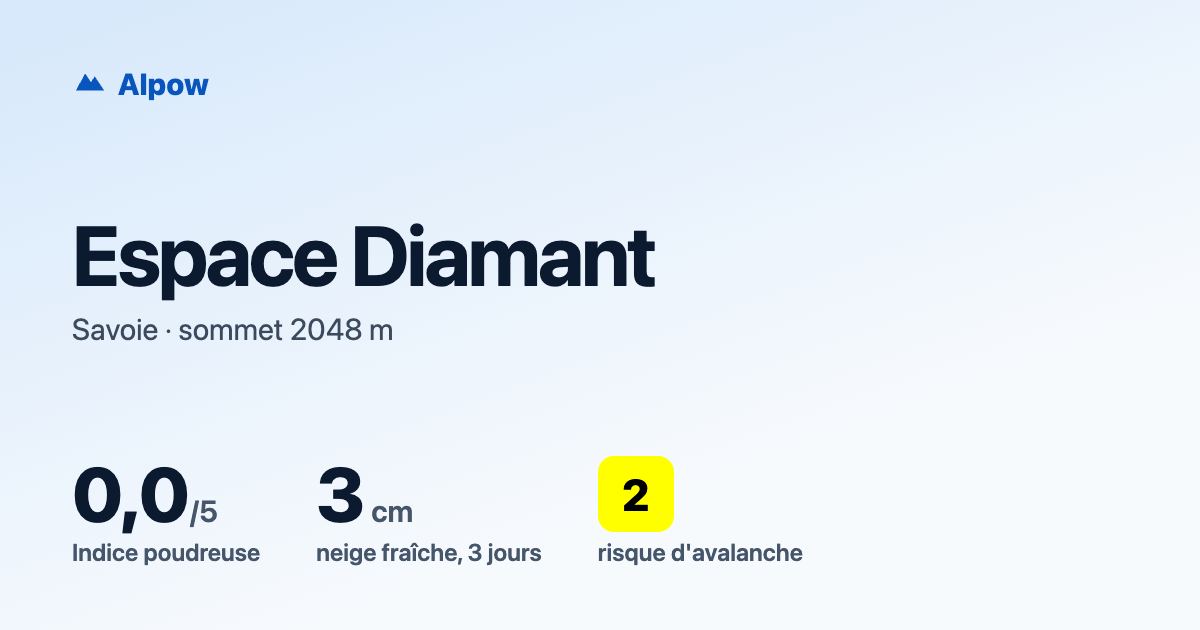 Alpow
Espace Diamant
Savoie · sommet 2048 m
0,0/5
Indice poudreuse
3 cm
neige fraîche, 3 jours
2
risque d'avalanche